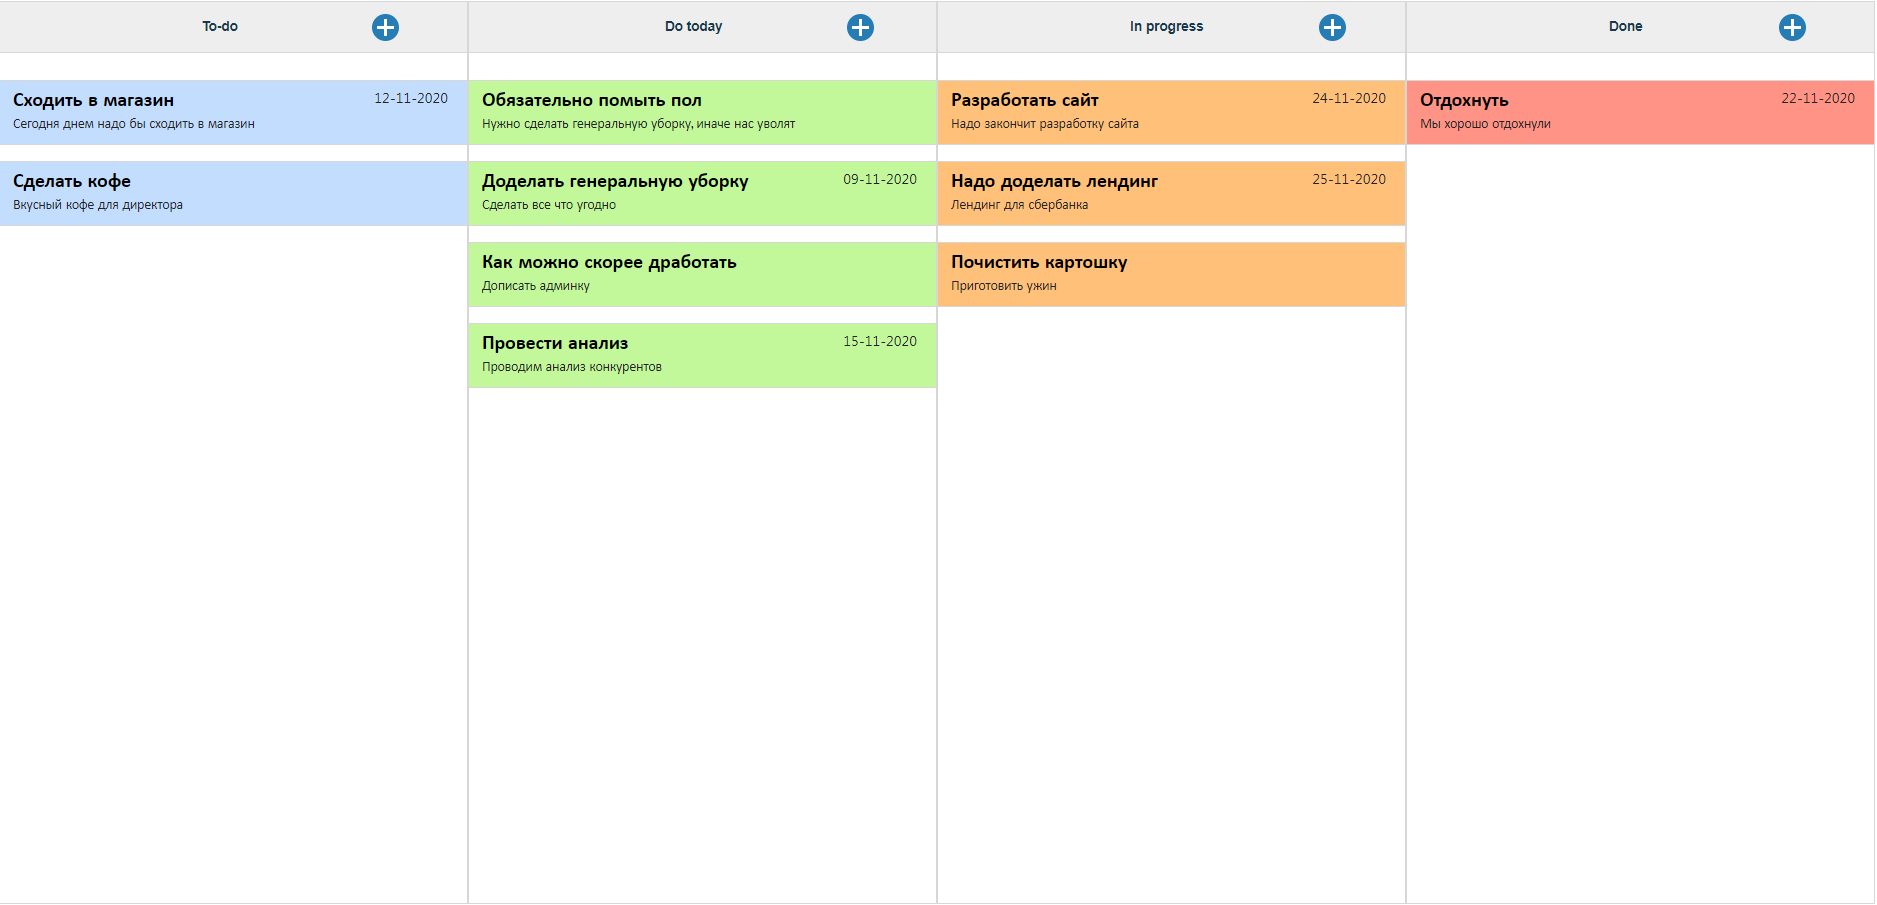 To-do
Сходить в магазин 12-11-2020
Сегодня днем надо бы сходить в магазин
Сделать кофе
Вкусный кофе для директора
Do today
Обязательно помыть пол
Нужно сделать генеральную уборку, иначе нас уволят
Доделать генеральную уборку 09-11-2020
Сделать все что угодно
Как можно скорее дработать
Дописать админку
Провести анализ 15-11-2020
Проводим анализ конкурентов
In progress
Разработать сайт 24-11-2020
Надо закончит разработку сайта
Надо доделать лендинг 25-11-2020
Лендинг для сбербанка
Почистить картошку
Приготовить ужин
Done
Отдохнуть 22-11-2020
Мы хорошо отдохнули